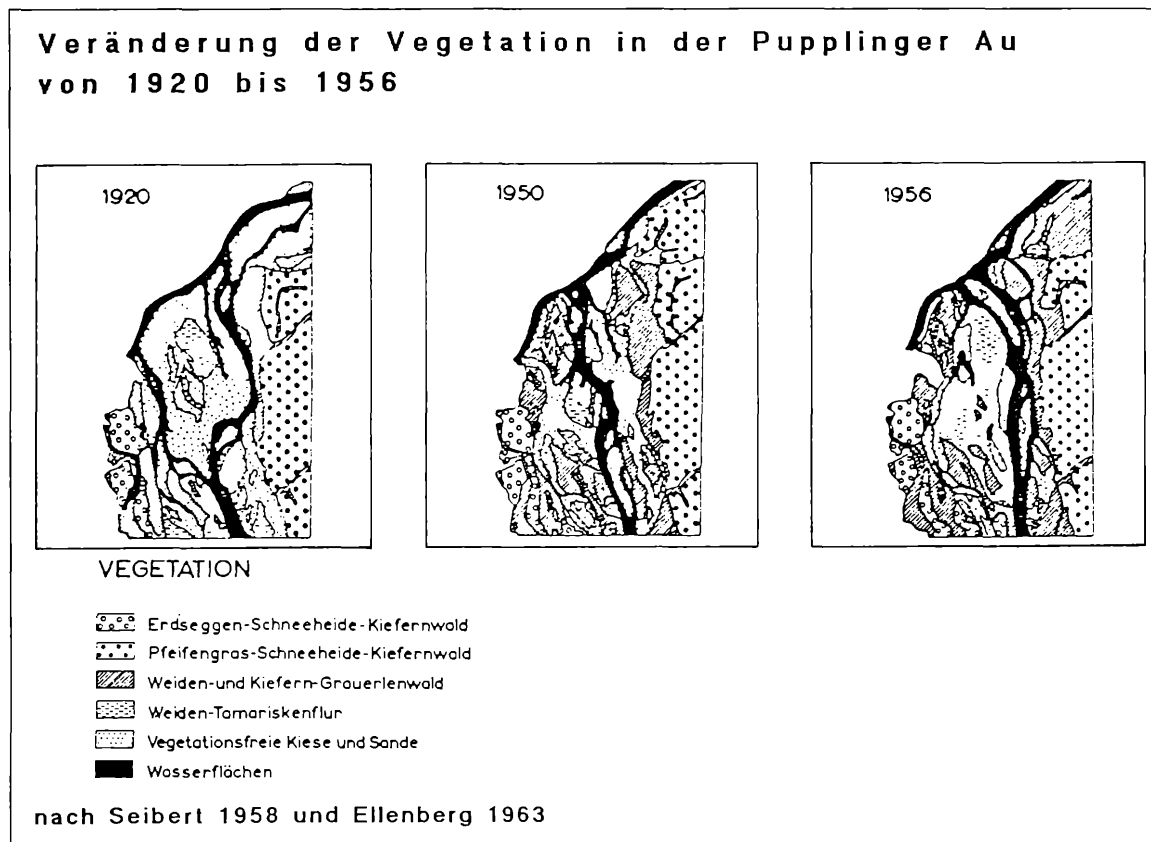 Veränderung der Vegetation in der Pupplinger Au
von 1920 bis 1956
1920
1950
1956
VEGETATION
Erdseggen-Schneeheide-Kiefernwald
Pfeifengras-Schneeheide-Kiefernwald
Weiden-und Kiefern-Grauerlenwald
Weiden-Tamariskenflur
Vegetationsfreie Kiese und Sande
Wasserflächen
nach Seibert 1958 und Ellenberg 1963